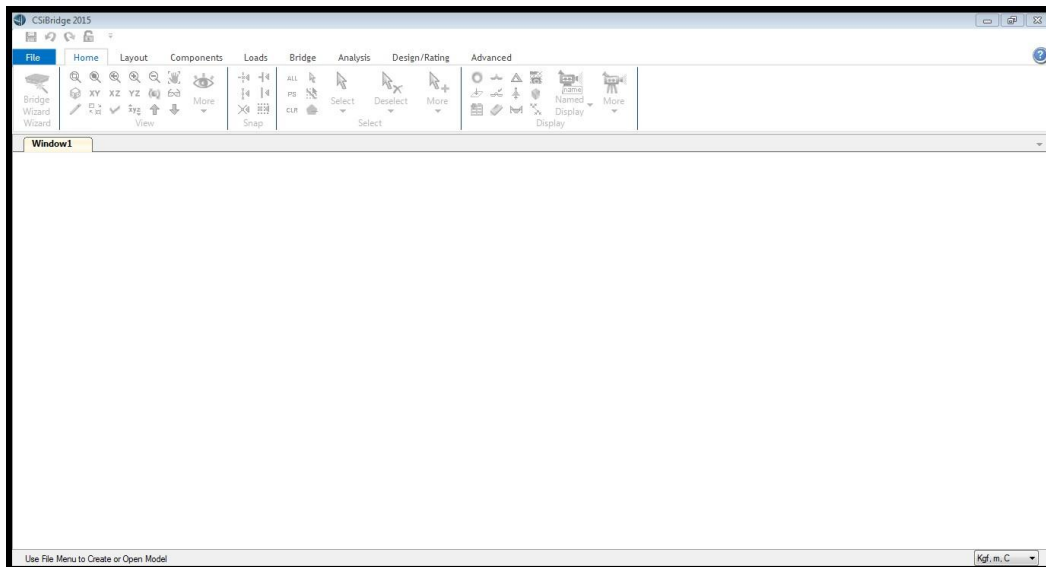 CSiBridge 2015
File Home Layout Components Loads Bridge Analysis Design/Rating Advanced
ALL
XY XZ YZ PS name
Bridge Wizard More Select Deselect More Named Display More
xyz CLR
Wizard View Snap Select Display
Window1
Use File Menu to Create or Open Model Kgf, m, C